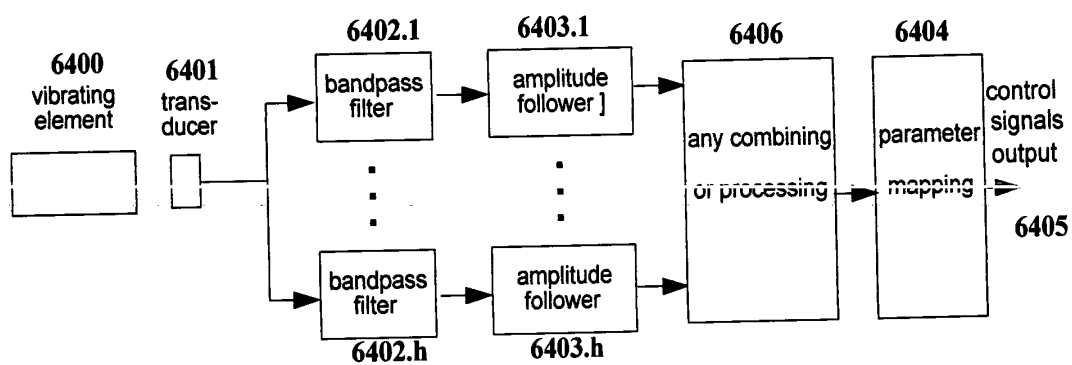 6400
vibrating
element
6401
trans-
ducer
6402.1
bandpass
filter
6403.1
amplitude
follower ]
bandpass
filter
6402.h
amplitude
follower
6403.h
6406
any combining
or processing
6404
parameter
mapping
control
signals
output
6405